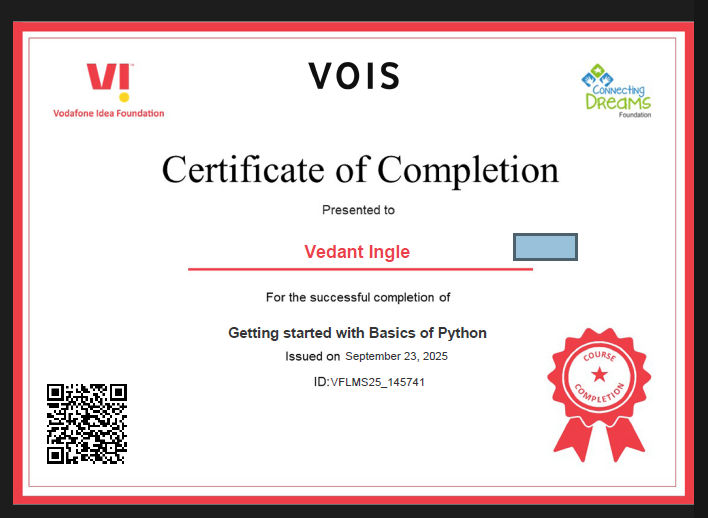 VI
Vodafone Idea Foundation
VOIS
Connecting
Dreams
Foundation
Certificate of Completion
Presented to
Vedant Ingle
For the successful completion of
Getting started with Basics of Python
Issued on September 23, 2025
ID:VFLMS25_145741
COURSE
COMPLETION